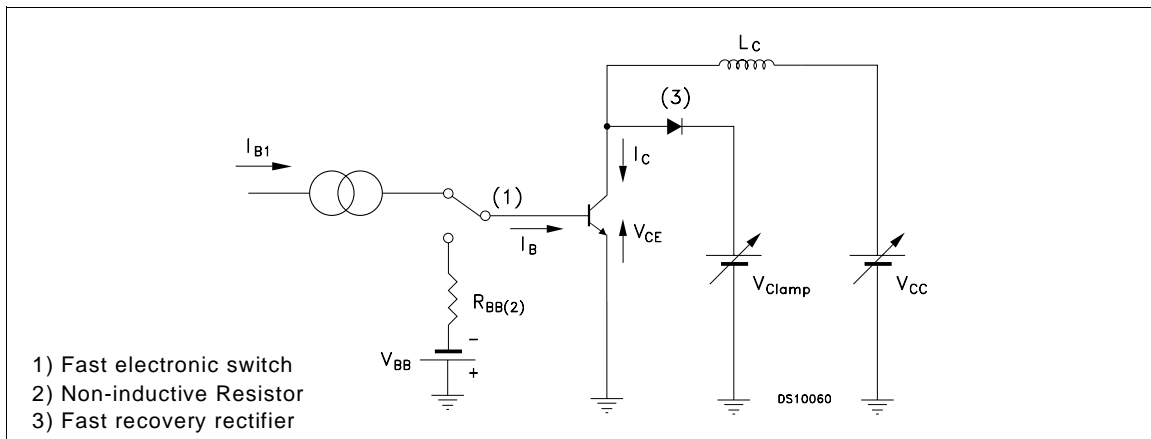 L_C
(3)
I_B1
I_C
(1)
I_B
V_CE
V_Clamp
V_CC
R_BB(2)
-
V_BB
+
DS10060
1) Fast electronic switch
2) Non-inductive Resistor
3) Fast recovery rectifier